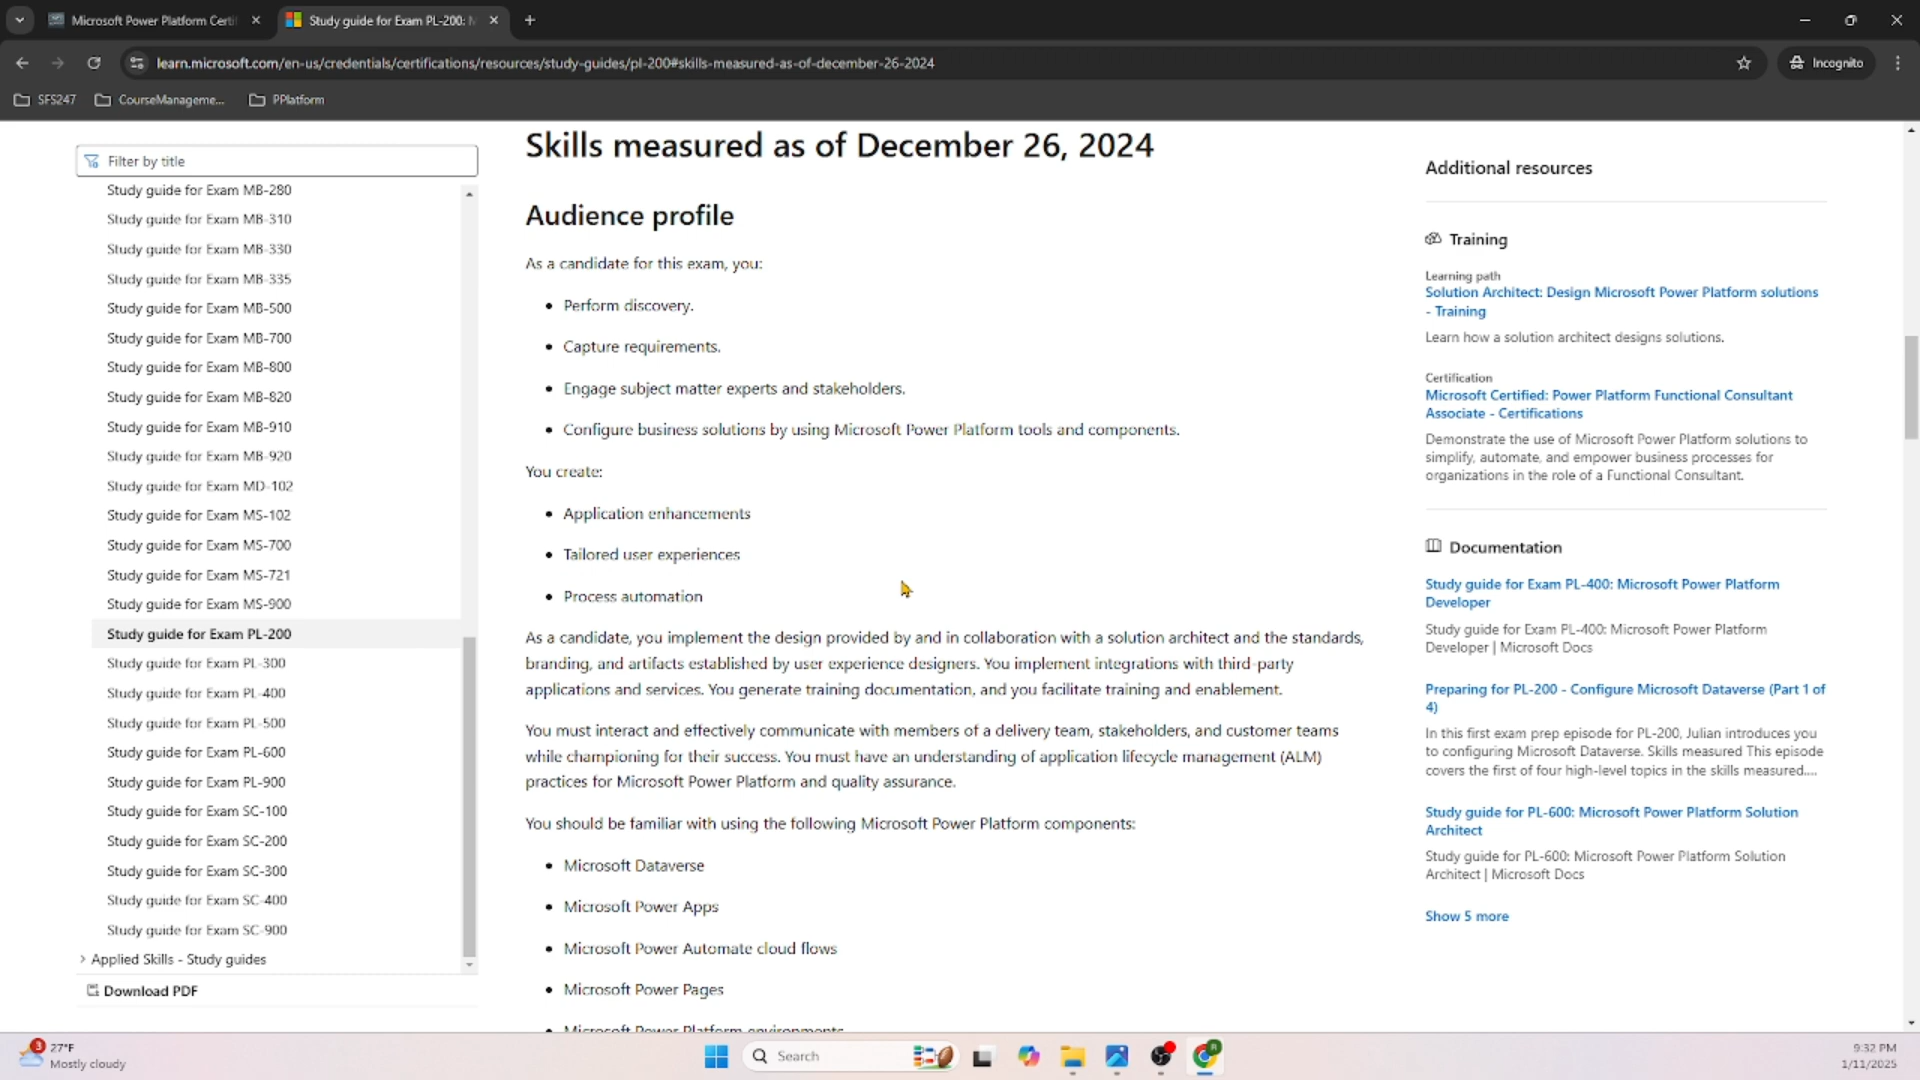 Microsoft Power Platform Certi
Study guide for Exam PL-200: M
learn.microsoft.com/en-us/credentials/certifications/resources/study-guides/pl-200#skills-measured-as-of-december-26-2024
Incognito
SFS247
CourseManageme...
PPlatform
Filter by title
Study guide for Exam MB-280
Study guide for Exam MB-310
Study guide for Exam MB-330
Study guide for Exam MB-335
Study guide for Exam MB-500
Study guide for Exam MB-700
Study guide for Exam MB-800
Study guide for Exam MB-820
Study guide for Exam MB-910
Study guide for Exam MB-920
Study guide for Exam MD-102
Study guide for Exam MS-102
Study guide for Exam MS-700
Study guide for Exam MS-721
Study guide for Exam MS-900
Study guide for Exam PL-200
Study guide for Exam PL-300
Study guide for Exam PL-400
Study guide for Exam PL-500
Study guide for Exam PL-600
Study guide for Exam PL-900
Study guide for Exam SC-100
Study guide for Exam SC-200
Study guide for Exam SC-300
Study guide for Exam SC-400
Study guide for Exam SC-900
Applied Skills - Study guides
Download PDF
Skills measured as of December 26, 2024
Audience profile
As a candidate for this exam, you:
• Perform discovery.
• Capture requirements.
• Engage subject matter experts and stakeholders.
• Configure business solutions by using Microsoft Power Platform tools and components.
You create:
• Application enhancements
• Tailored user experiences
• Process automation
As a candidate, you implement the design provided by and in collaboration with a solution architect and the standards,
branding, and artifacts established by user experience designers. You implement integrations with third-party
applications and services. You generate training documentation, and you facilitate training and enablement.
You must interact and effectively communicate with members of a delivery team, stakeholders, and customer teams
while championing for their success. You must have an understanding of application lifecycle management (ALM)
practices for Microsoft Power Platform and quality assurance.
You should be familiar with using the following Microsoft Power Platform components:
• Microsoft Dataverse
• Microsoft Power Apps
• Microsoft Power Automate cloud flows
• Microsoft Power Pages
• Microsoft Power Platform environments
Additional resources
Training
Learning path
Solution Architect: Design Microsoft Power Platform solutions
- Training
Learn how a solution architect designs solutions.
Certification
Microsoft Certified: Power Platform Functional Consultant
Associate - Certifications
Demonstrate the use of Microsoft Power Platform solutions to
simplify, automate, and empower business processes for
organizations in the role of a Functional Consultant.
Documentation
Study guide for Exam PL-400: Microsoft Power Platform
Developer
Study guide for Exam PL-400: Microsoft Power Platform
Developer | Microsoft Docs
Preparing for PL-200 - Configure Microsoft Dataverse (Part 1 of
4)
In this first exam prep episode for PL-200, Julian introduces you
to configuring Microsoft Dataverse. Skills measured This episode
covers the first of four high-level topics in the skills measured....
Study guide for PL-600: Microsoft Power Platform Solution
Architect
Study guide for PL-600: Microsoft Power Platform Solution
Architect | Microsoft Docs
Show 5 more
3
27°F
Mostly cloudy
Search
R
9:32 PM
1/11/2025